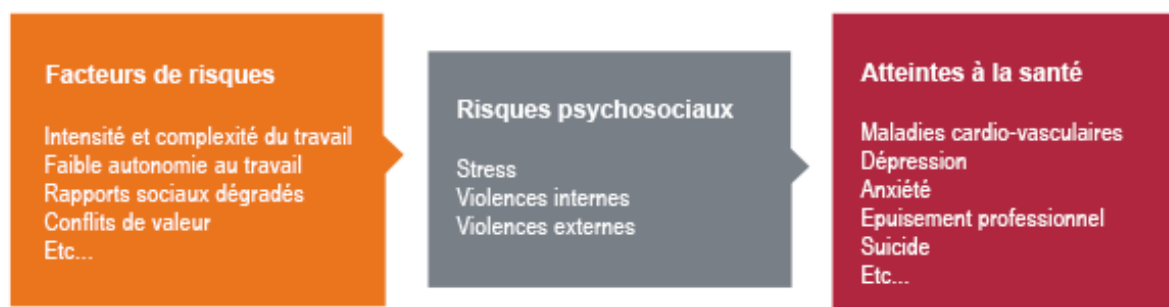 Facteurs de risques
Intensité et complexité du travail
Faible autonomie au travail
Rapports sociaux dégradés
Conflits de valeur
Etc...
Risques psychosociaux
Stress
Violences internes
Violences externes
Atteintes à la santé
Maladies cardio-vasculaires
Dépression
Anxiété
Epuisement professionnel
Suicide
Etc...